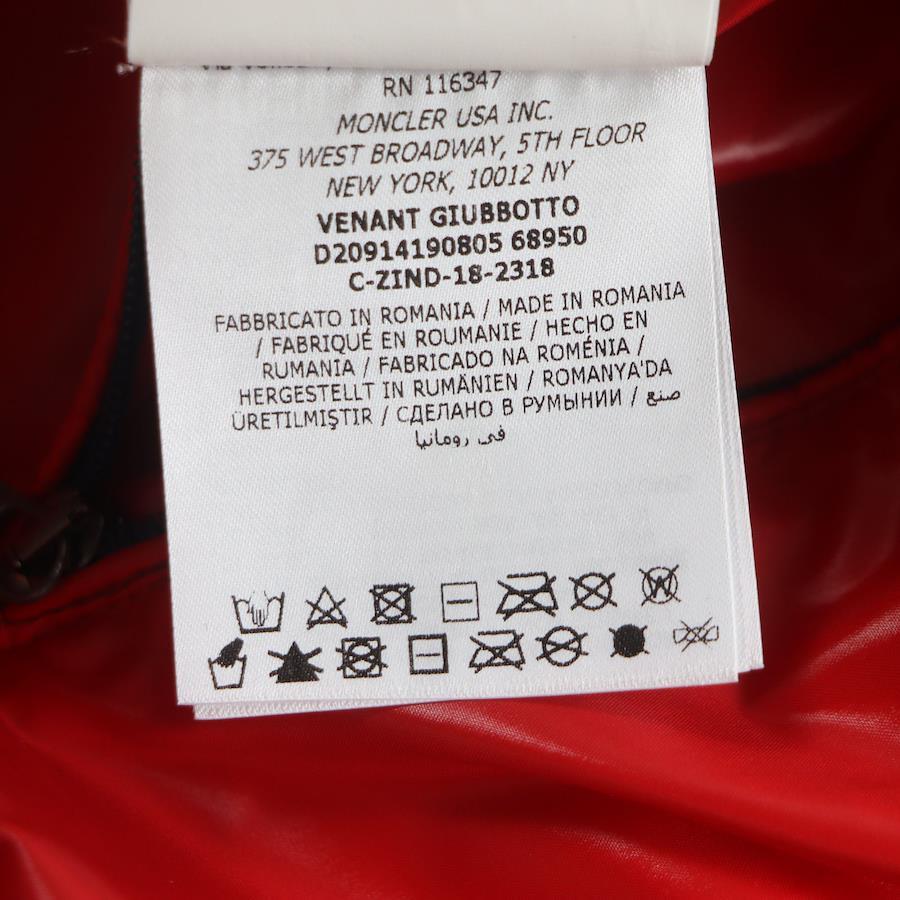 RN 116347
MONCLER USA INC.
375 WEST BROADWAY, 5TH FLOOR
NEW YORK, 10012 NY
VENANT GIUBBOTTO
D20914190805 68950
C-ZIND-18-2318
FABBRICATO IN ROMANIA / MADE IN ROMANIA
/ FABRIQUÉ EN ROUMANIE / HECHO EN
RUMANIA / FABRICADO NA ROMÉNIA /
HERGESTELLT IN RUMÄNIEN / ROMANYA'DA
ÜRETILMIŞTIR / СДЕЛАНО В РУМЫНИИ / صنع
في رومانيا
W